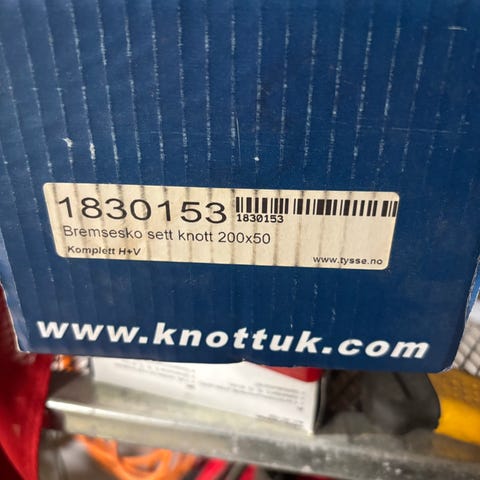 1830153
1830153
Bremsesko sett knott 200x50
Komplett H+V
www.tysse.no
www.knottuk.com